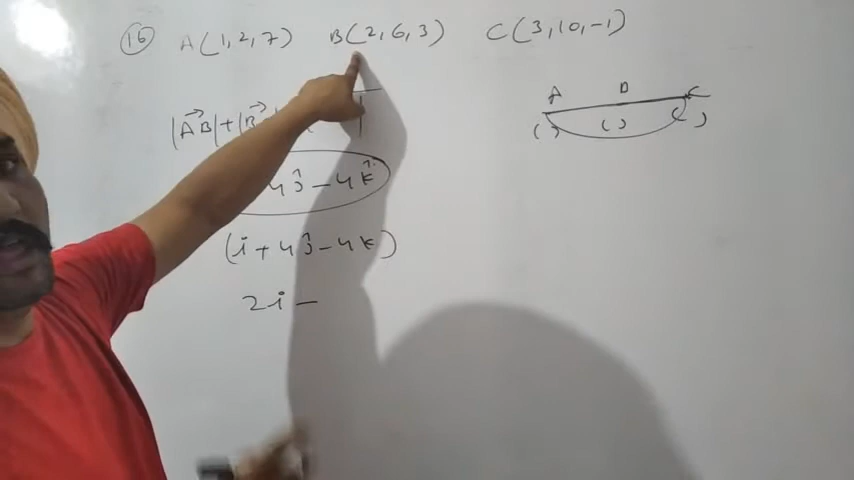 16 A(1,2,7) B(2,6,3) C(3,10,-1)
A B C
|AB| + |B
( ) ( ) ( )
4ĵ - 4k̂
(i + 4ĵ - 4k)
2i -